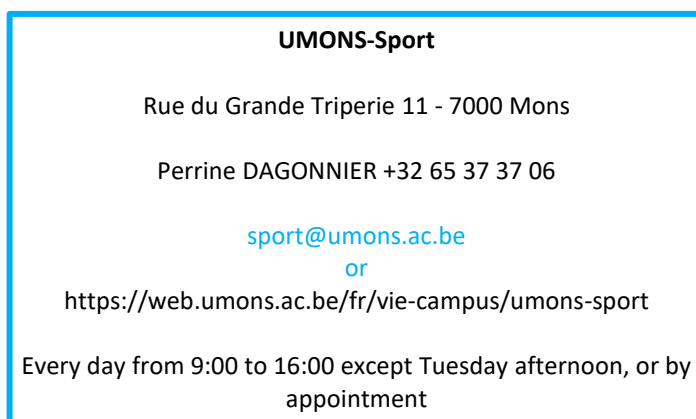 UMONS-Sport
Rue du Grande Triperie 11 - 7000 Mons
Perrine DAGONNIER +32 65 37 37 06
sport@umons.ac.be
or
https://web.umons.ac.be/fr/vie-campus/umons-sport
Every day from 9:00 to 16:00 except Tuesday afternoon, or by
appointment